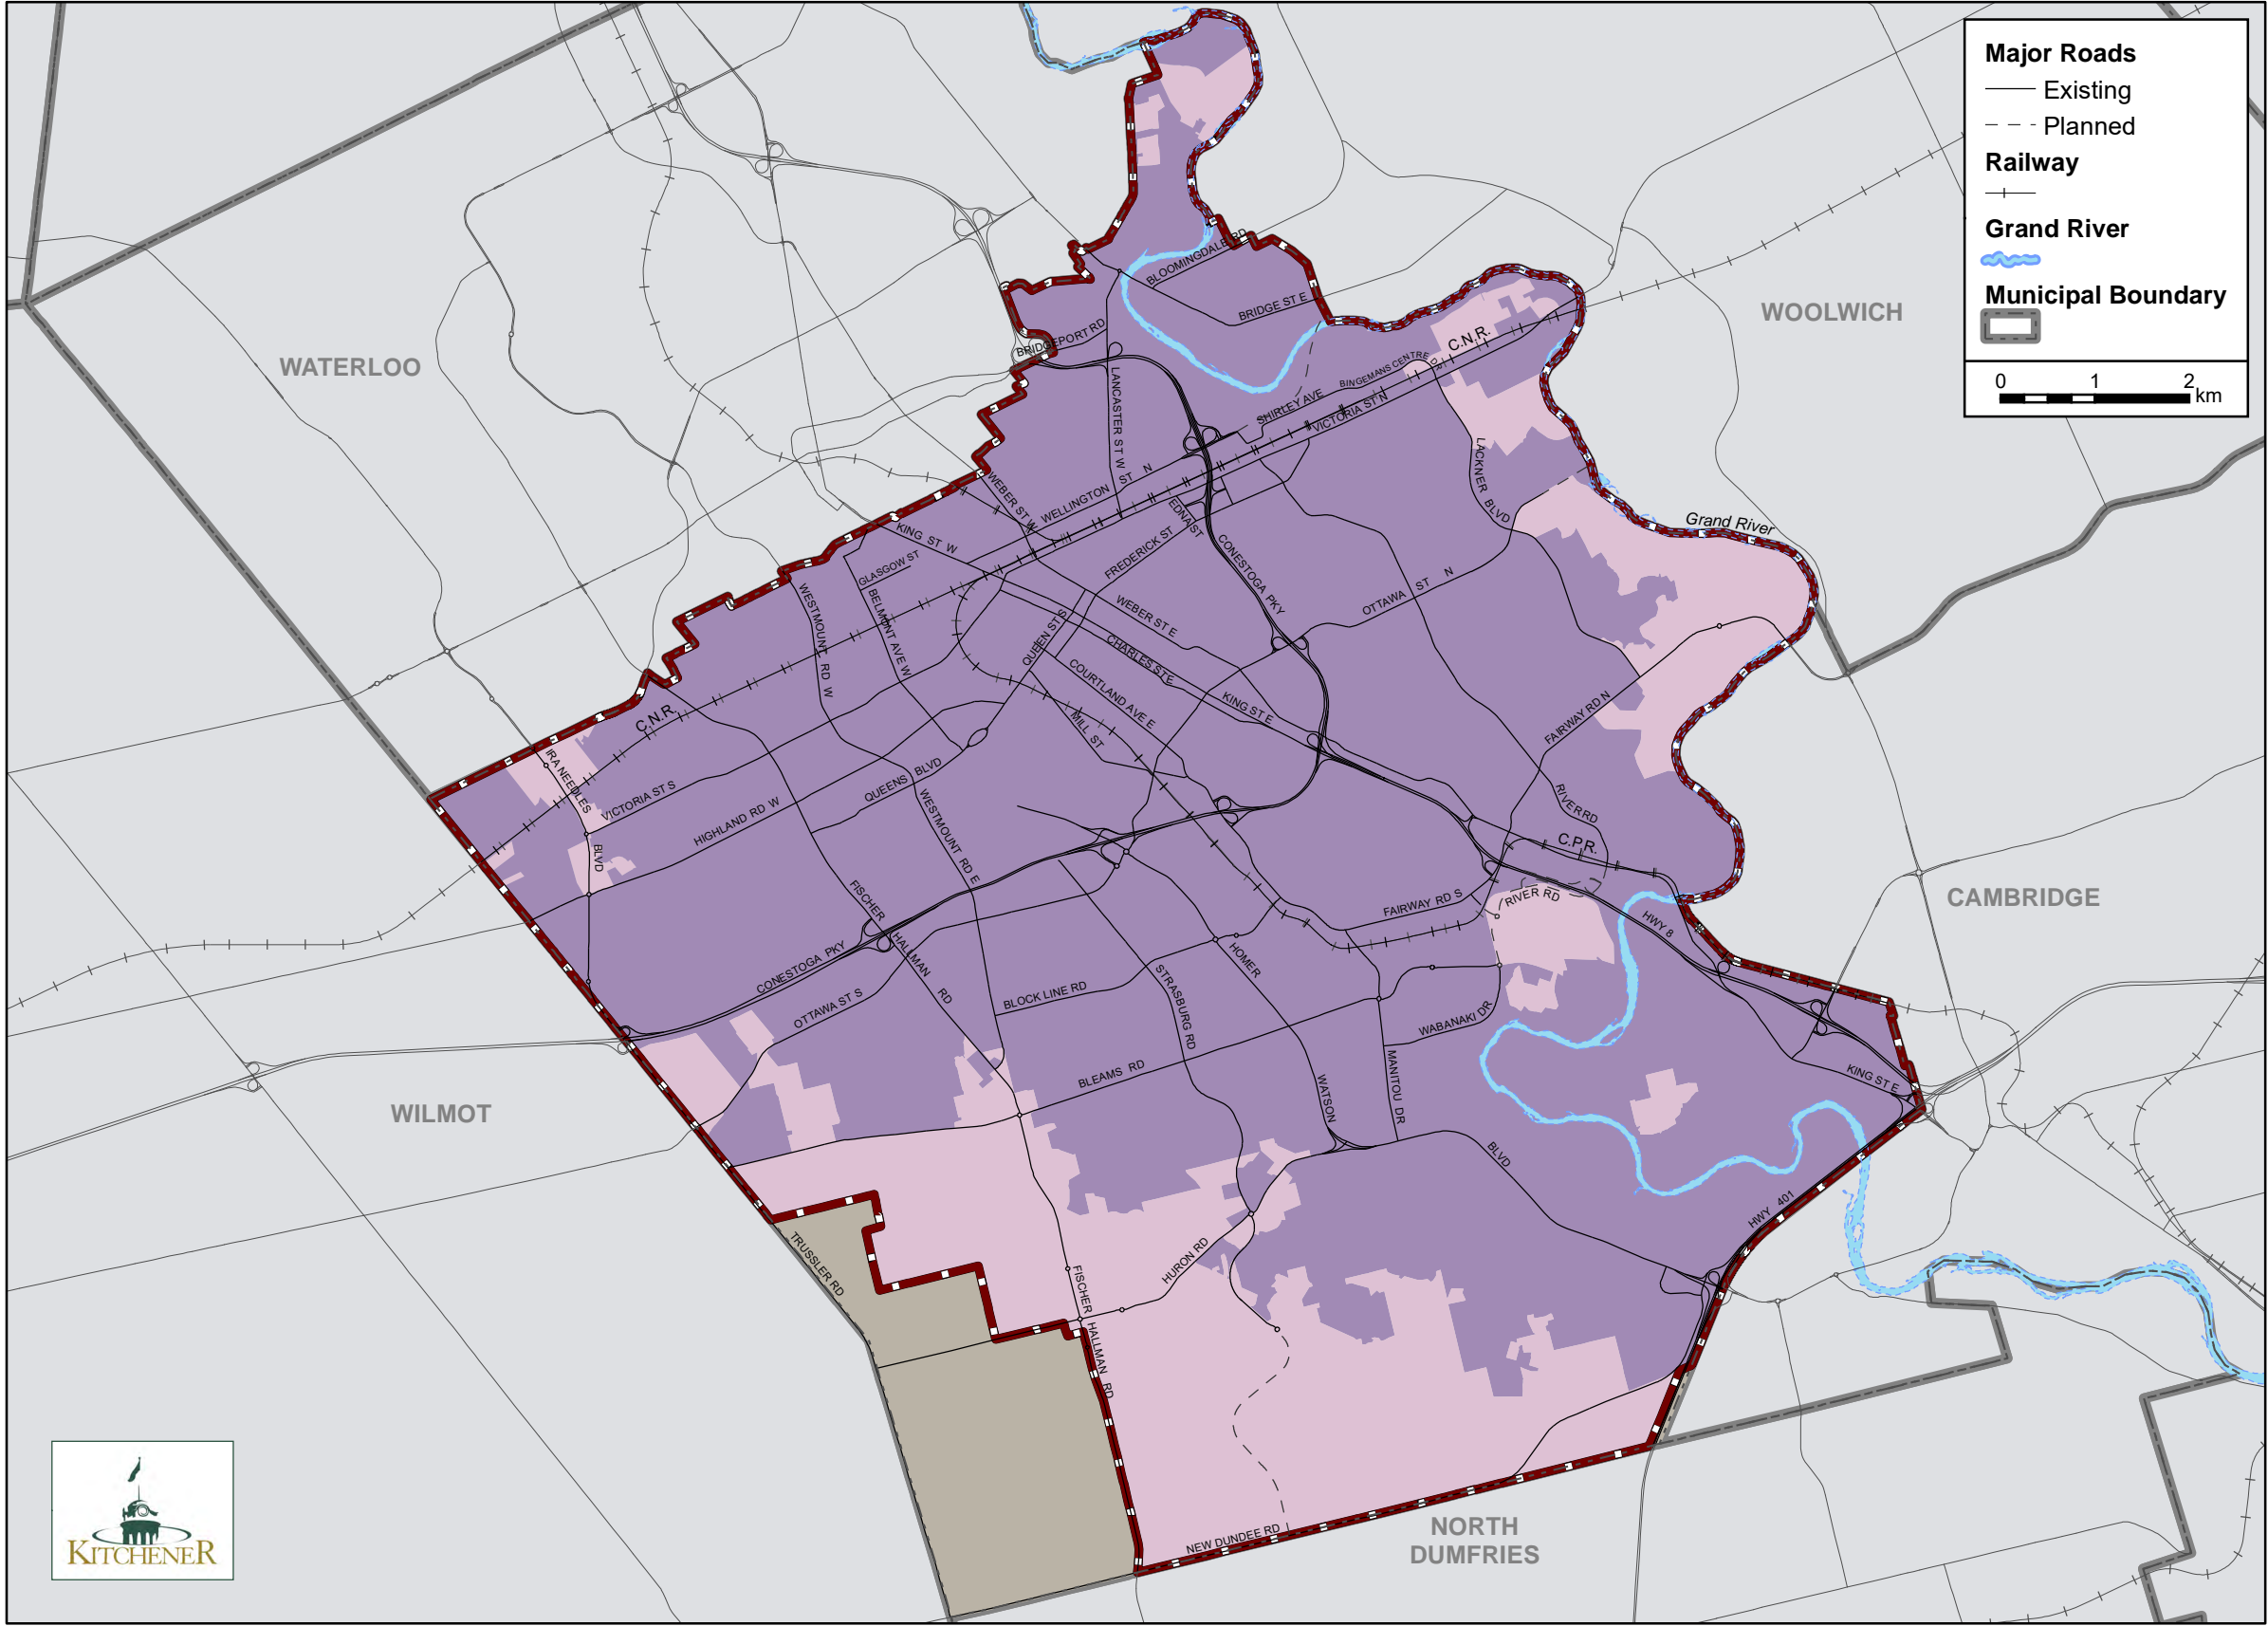 Major Roads
Existing
Planned
Railway
Grand River
Municipal Boundary
0 1 2 km
WATERLOO
WOOLWICH
BLOOMINGDALE RD
BRIDGE ST E
BRIDGEPORT RD
LANCASTER ST W
C.N.R.
BINGEMANS CENTRE DR
SHIRLEY AVE
VICTORIA ST N
LACKNER BLVD
WEBER ST W
WELLINGTON ST N
KING ST W
EDNA ST
FREDERICK ST
CONESTOGA PKY
Grand River
GLASGOW ST
BELMONT AVE W
WESTMOUNT RD W
OTTAWA ST N
WEBER ST E
QUEEN ST S
CHARLES ST E
COURTLAND AVE E
KING ST E
MILL ST
C.N.R.
FAIRWAY RD N
IRA NEEDLES
BLVD
VICTORIA ST S
HIGHLAND RD W
QUEENS BLVD
WESTMOUNT RD E
RIVER RD
C.P.R.
CAMBRIDGE
FISCHER
HALLMAN
RD
FAIRWAY RD S
RIVER RD
HWY 8
CONESTOGA PKY
OTTAWA ST S
BLOCK LINE RD
STRASBURG RD
HOMER
WATSON
BLVD
WABANAKI DR
MANITOU DR
BLEAMS RD
KING ST E
WILMOT
HWY 401
TRUSSLER RD
HURON RD
FISCHER
HALLMAN RD
NEW DUNDEE RD
NORTH
DUMFRIES
KITCHENER